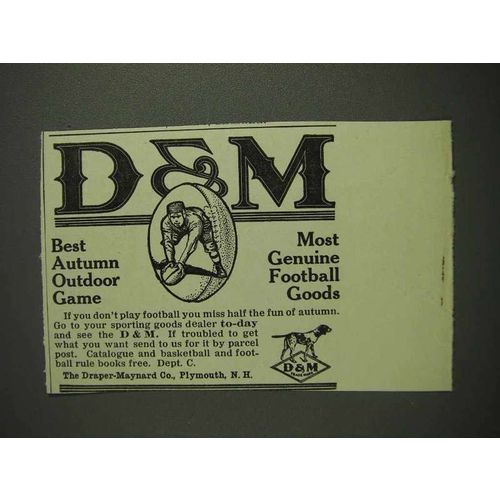 D&M
Best
Autumn
Outdoor
Game
Most
Genuine
Football
Goods
If you don't play football you miss half the fun of autumn.
Go to your sporting goods dealer to-day
and see the D & M. If troubled to get
what you want send to us for it by parcel
post. Catalogue and basketball and foot-
ball rule books free. Dept. C.
The Draper-Maynard Co., Plymouth, N. H.
D&M
TRADE MARK